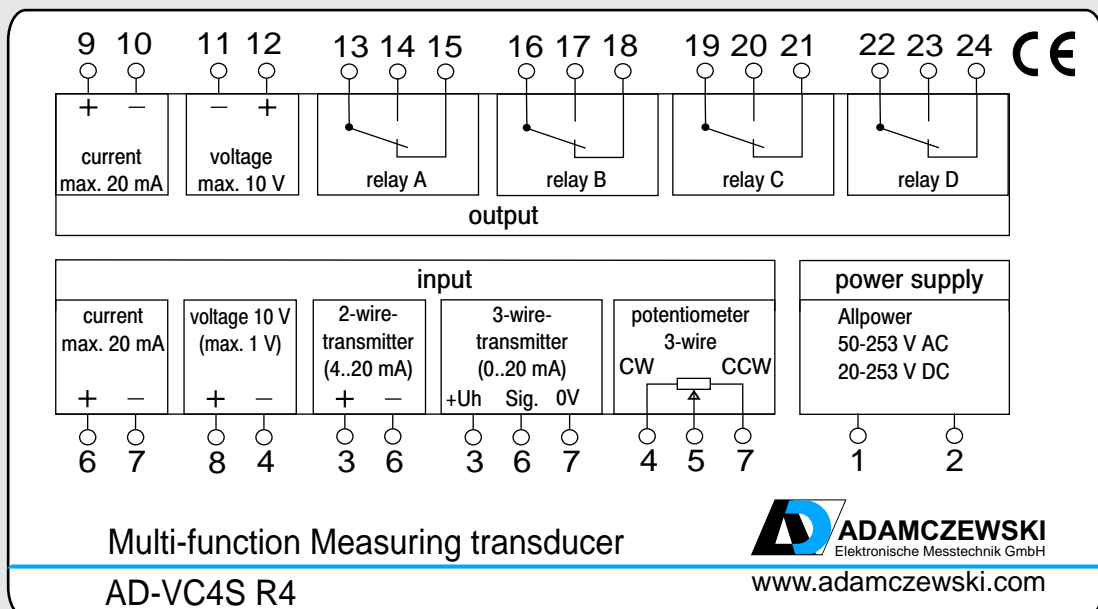 9 10 11 12 13 14 15 16 17 18 19 20 21 22 23 24 CE
+ − − +
current
max. 20 mA
voltage
max. 10 V
relay A
relay B
relay C
relay D
output
input
current
max. 20 mA
+ −
6 7
voltage 10 V
(max. 1 V)
+ −
8 4
2-wire-
transmitter
(4..20 mA)
+ −
3 6
3-wire-
transmitter
(0..20 mA)
+Uh Sig. 0V
3 6 7
potentiometer
3-wire
CW CCW
4 5 7
power supply
Allpower
50-253 V AC
20-253 V DC
1 2
Multi-function Measuring transducer
AD-VC4S R4
AD ADAMCZEWSKI
Elektronische Messtechnik GmbH
www.adamczewski.com